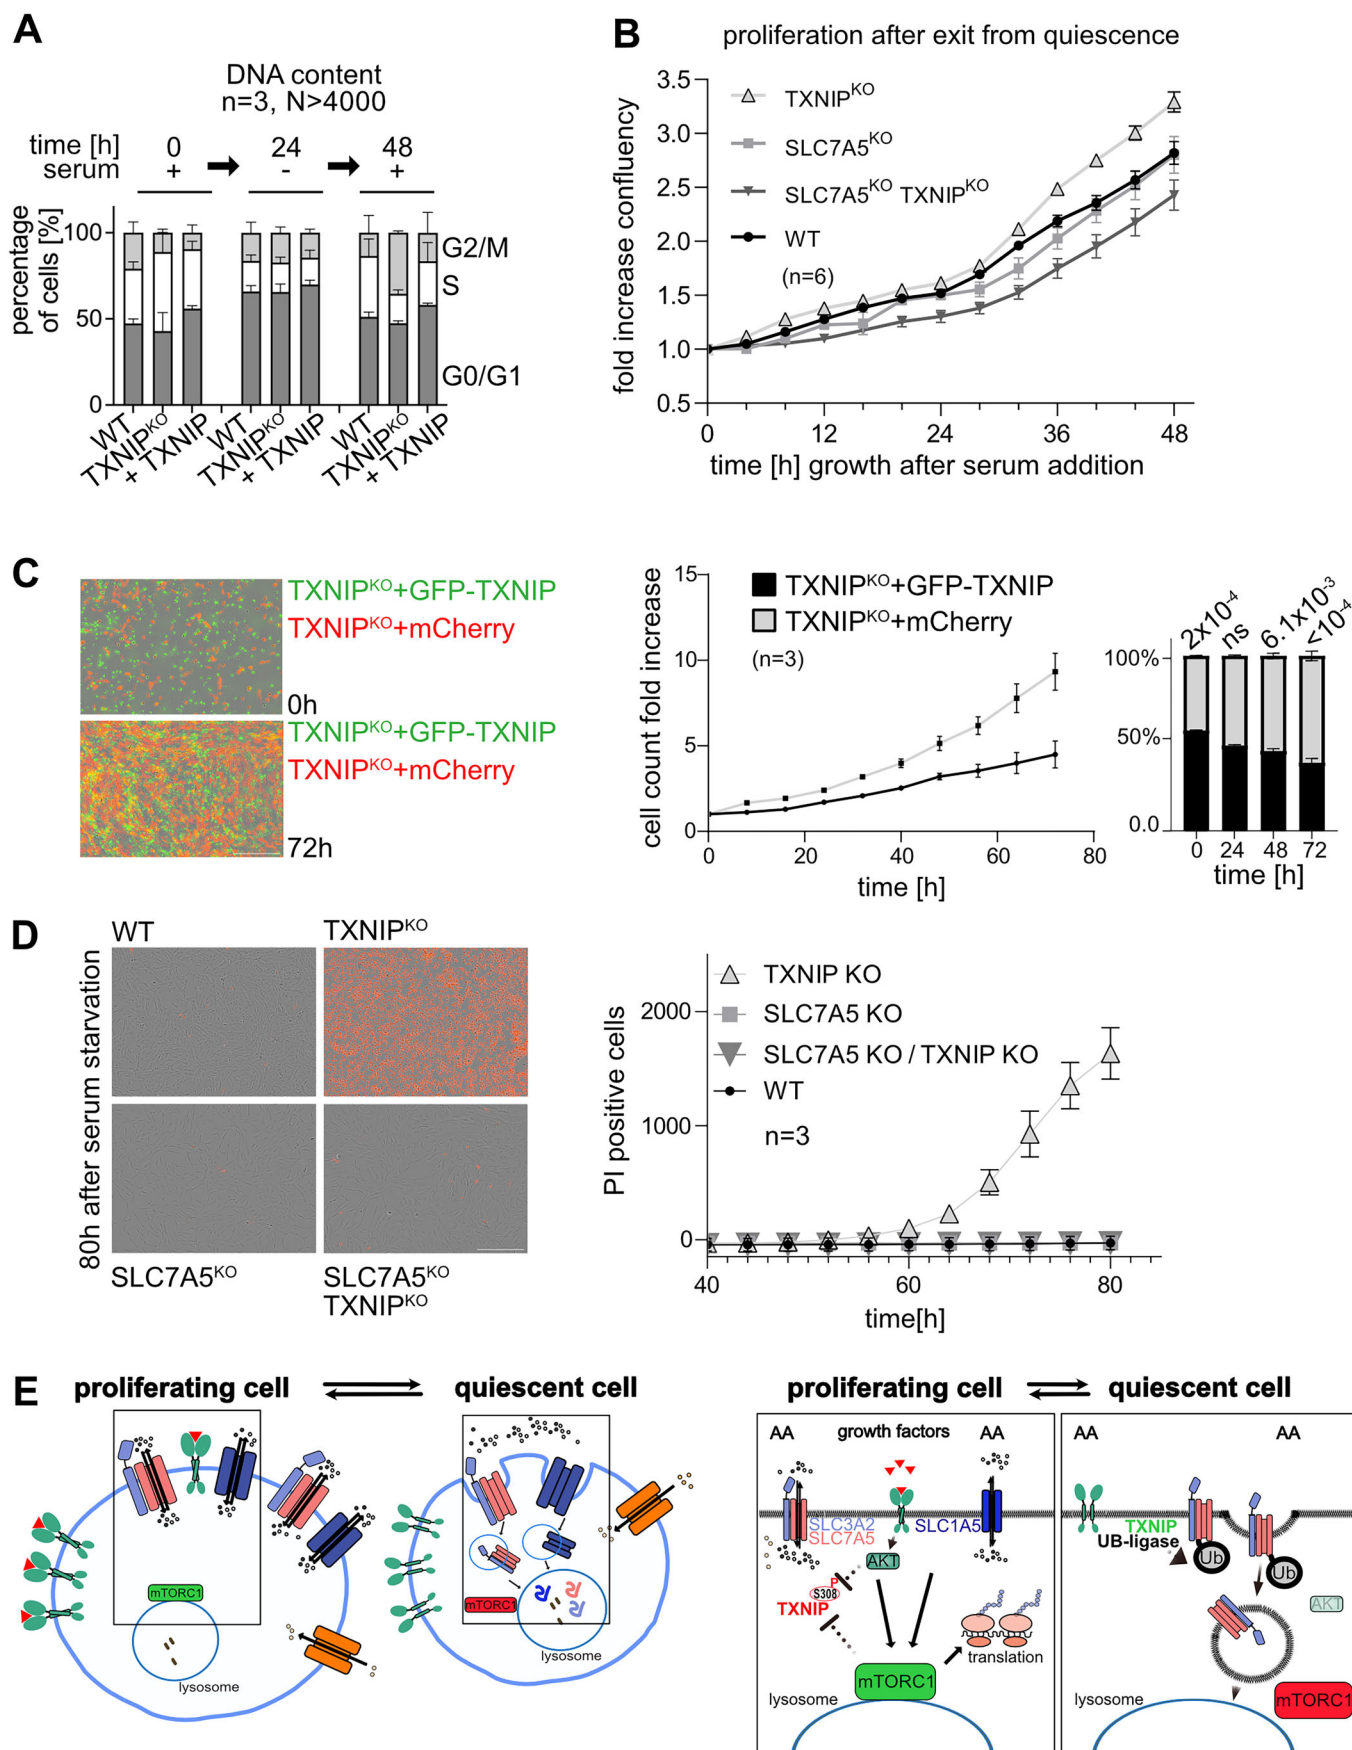 A
DNA content
n=3, N>4000
time [h] 0 24 48
serum + - +
percentage
of cells [%]
100
50
0
G2/M
S
G0/G1
WT
TXNIPᴷᴼ
+ TXNIP
WT
TXNIPᴷᴼ
+ TXNIP
WT
TXNIPᴷᴼ
+ TXNIP
B
proliferation after exit from quiescence
fold increase confluency
3.5
3.0
2.5
2.0
1.5
1.0
0.5
TXNIPᴷᴼ
SLC7A5ᴷᴼ
SLC7A5ᴷᴼ TXNIPᴷᴼ
WT
(n=6)
0 12 24 36 48
time [h] growth after serum addition
C
TXNIPᴷᴼ+GFP-TXNIP
TXNIPᴷᴼ+mCherry
0h
TXNIPᴷᴼ+GFP-TXNIP
TXNIPᴷᴼ+mCherry
72h
cell count fold increase
15
10
5
0
TXNIPᴷᴼ+GFP-TXNIP
TXNIPᴷᴼ+mCherry
(n=3)
0 20 40 60 80
time [h]
2x10⁻⁴
ns
6.1x10⁻³
<10⁻⁴
100%
50%
0.0
0 24 48 72
time [h]
D
80h after serum starvation
WT
TXNIPᴷᴼ
SLC7A5ᴷᴼ
SLC7A5ᴷᴼ
TXNIPᴷᴼ
PI positive cells
2000
1000
0
TXNIP KO
SLC7A5 KO
SLC7A5 KO / TXNIP KO
WT
n=3
40 60 80
time[h]
E
proliferating cell
quiescent cell
mTORC1
lysosome
mTORC1
lysosome
proliferating cell
quiescent cell
AA growth factors AA
SLC3A2
SLC7A5
SLC1A5
AKT
P
S308
TXNIP
translation
mTORC1
lysosome
AA AA
TXNIP
UB-ligase
Ub
Ub
AKT
mTORC1
lysosome